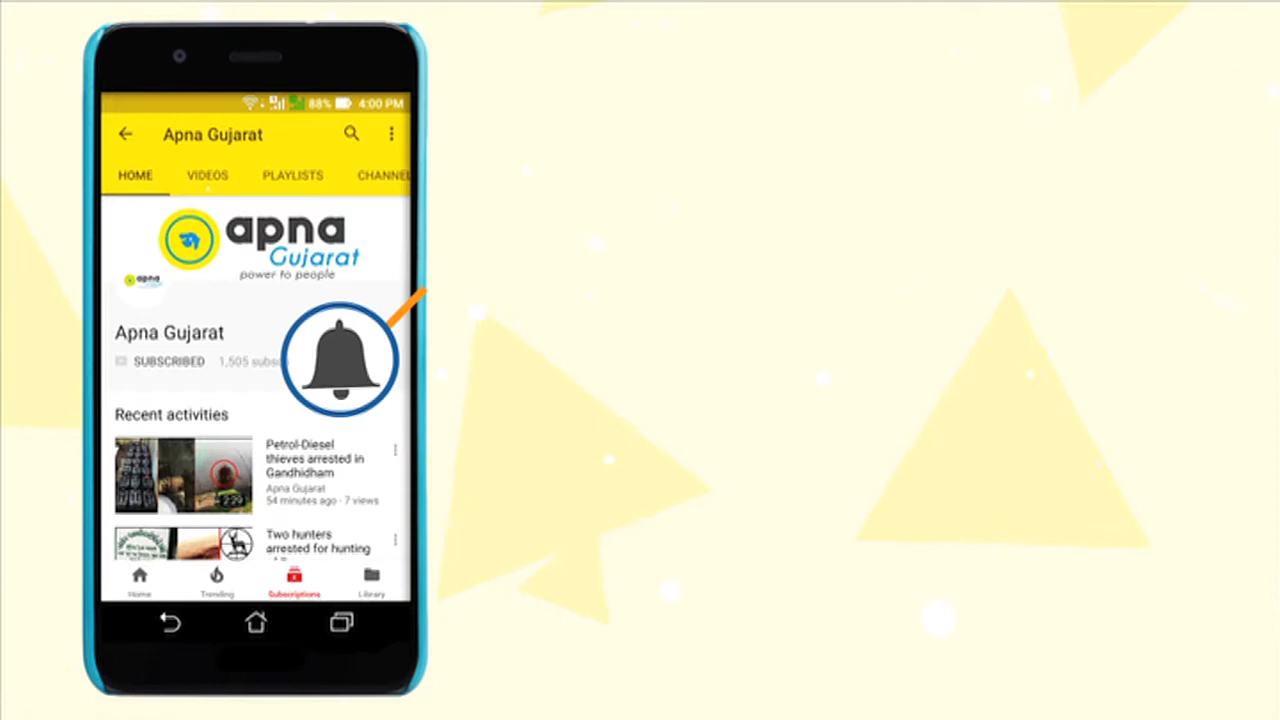 88% 4:00 PM
Apna Gujarat
HOME VIDEOS PLAYLISTS CHANNEL
apna
Gujarat
power to people
apna
Apna Gujarat
SUBSCRIBED 1,505 subsc
Recent activities
Petrol-Diesel
thieves arrested in
Gandhidham
Apna Gujarat
54 minutes ago · 7 views
2:29
Two hunters
arrested for hunting
Home Trending Subscriptions Library